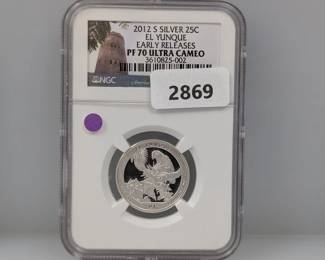 2012 S SILVER 25C
EL YUNQUE
EARLY RELEASES
PF 70 ULTRA CAMEO
3610825-002
NGC
2869